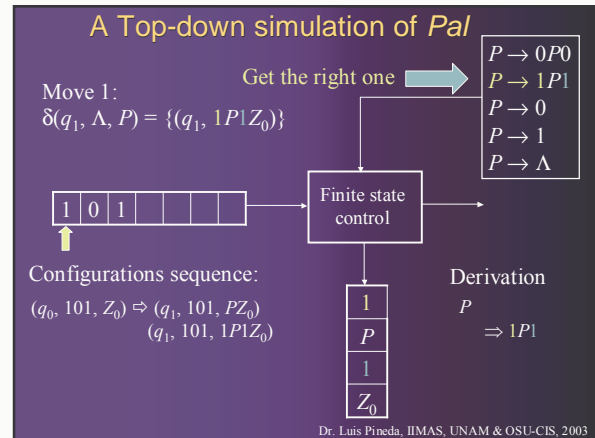 A Top-down simulation of Pal
Get the right one
P → 0P0
P → 1P1
P → 0
P → 1
P → Λ
Move 1:
δ(q₁, Λ, P) = {(q₁, 1P1Z₀)}
1 0 1
Finite state
control
Configurations sequence:
(q₀, 101, Z₀) ⇨ (q₁, 101, PZ₀)
(q₁, 101, 1P1Z₀)
1
P
1
Z₀
Derivation
P
⇒ 1P1
Dr. Luis Pineda, IIMAS, UNAM & OSU-CIS, 2003